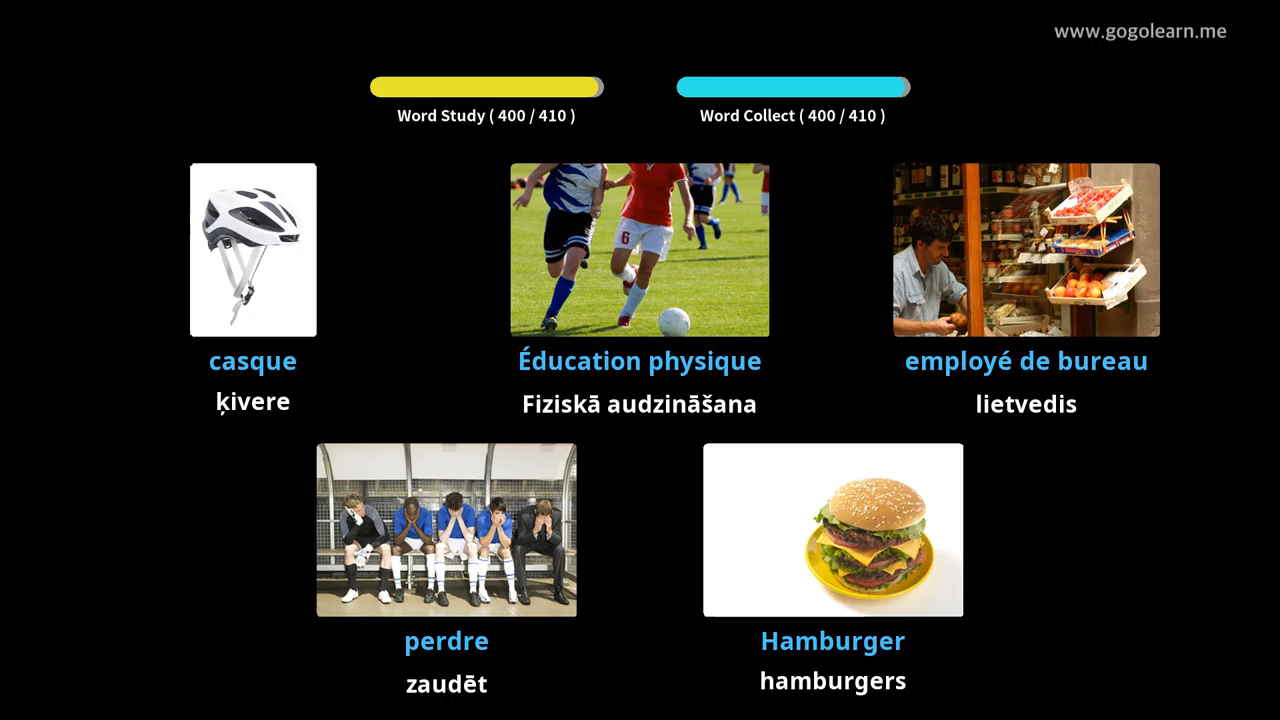 www.gogolearn.me
Word Study ( 400 / 410 )
Word Collect ( 400 / 410 )
casque
ķivere
Éducation physique
Fiziskā audzināšana
employé de bureau
lietvedis
perdre
zaudēt
Hamburger
hamburgers